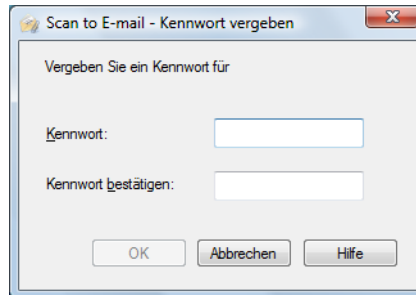 Scan to E-mail - Kennwort vergeben
Vergeben Sie ein Kennwort für
Kennwort:
Kennwort bestätigen:
OK Abbrechen Hilfe